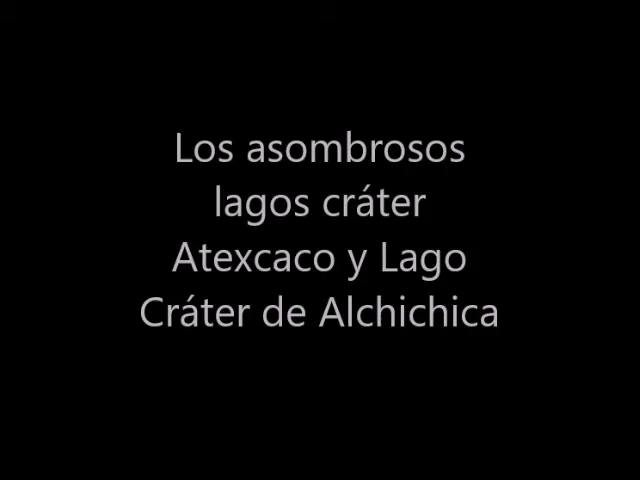 Los asombrosos
lagos cráter
Atexcaco y Lago
Cráter de Alchichica